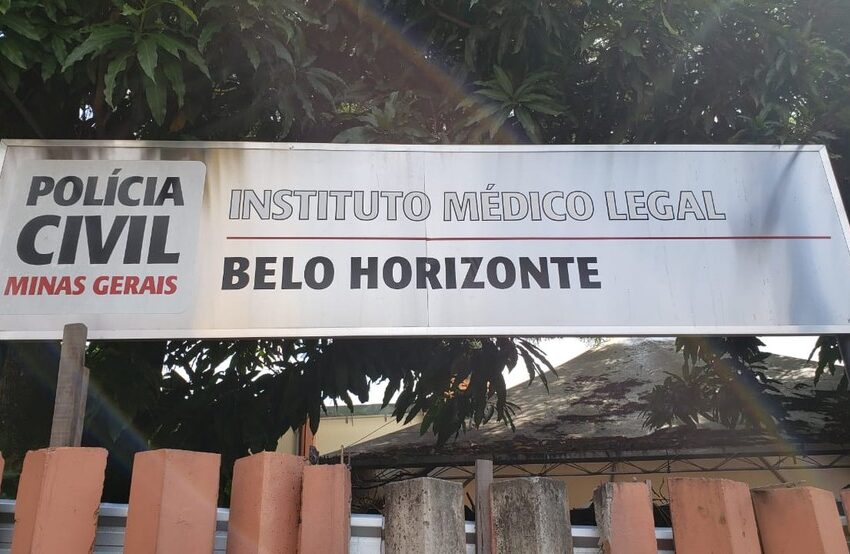 POLÍCIA
CIVIL
MINAS GERAIS
INSTITUTO MÉDICO LEGAL
BELO HORIZONTE